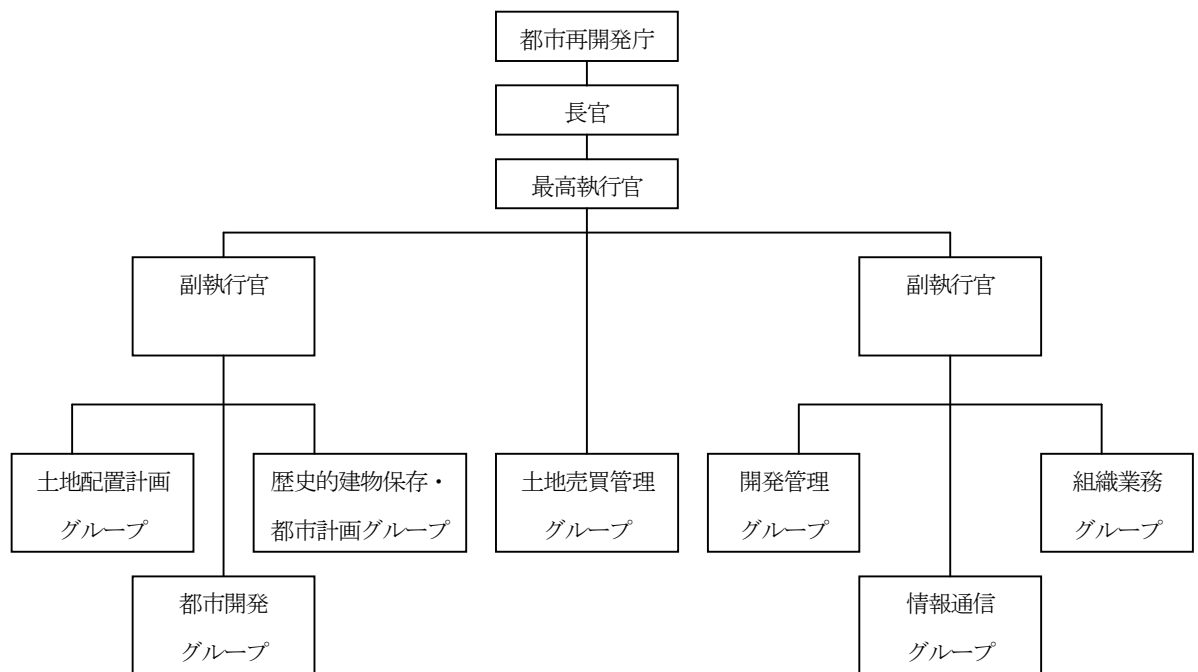 都市再開発庁
長官
最高執行官
副執行官
副執行官
土地配置計画
グループ
歴史的建物保存・
都市計画グループ
土地売買管理
グループ
開発管理
グループ
組織業務
グループ
都市開発
グループ
情報通信
グループ